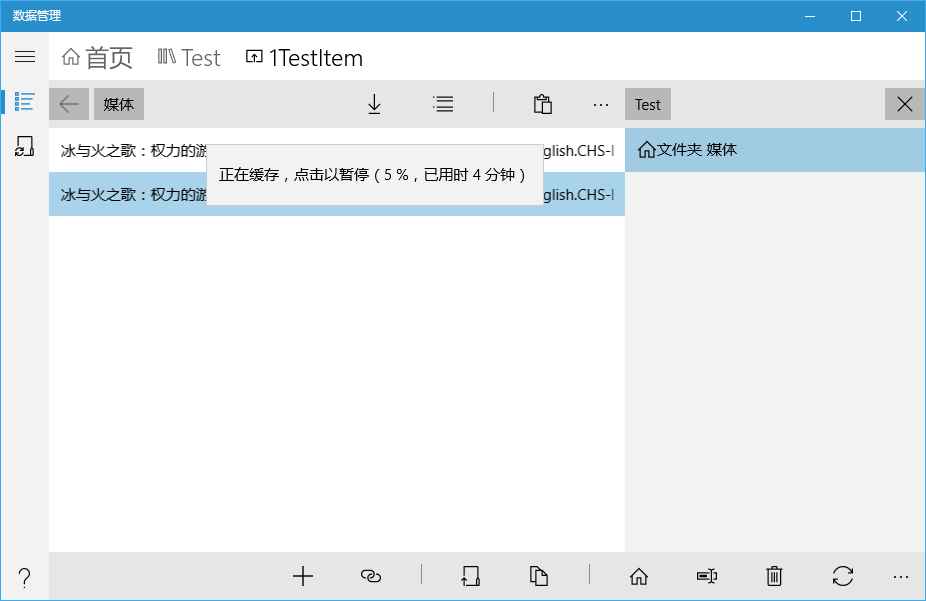 数据管理
首页 Test 1TestItem
媒体
Test
冰与火之歌：权力的游 glish.CHS-
文件夹 媒体
正在缓存，点击以暂停（5 %，已用时 4 分钟）
冰与火之歌：权力的游 glish.CHS-